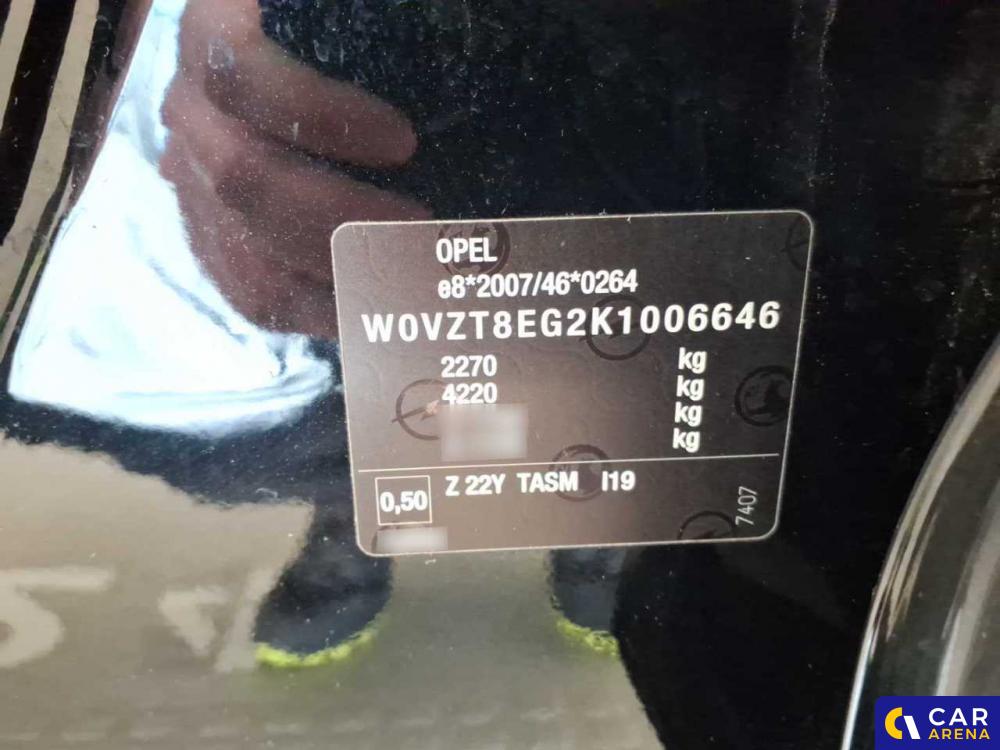 OPEL
e8*2007/46*0264
W0VZT8EG2K1006646
2270 kg
4220 kg
kg
kg
0,50 Z 22Y TASM I19
7407
CAR
ARENA